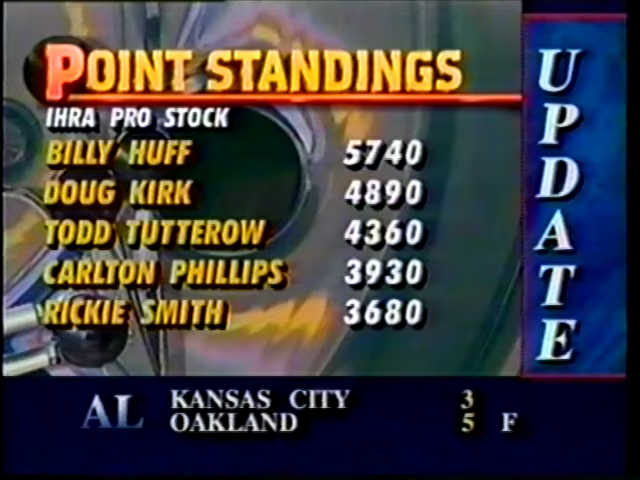 POINT STANDINGS
IHRA PRO STOCK
BILLY HUFF 5740
DOUG KIRK 4890
TODD TUTTEROW 4360
CARLTON PHILLIPS 3930
RICKIE SMITH 3680
UPDATE
AL KANSAS CITY 3
OAKLAND 5 F